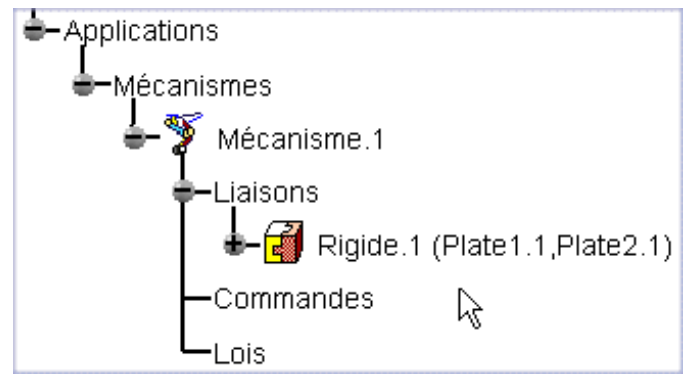 Applications
Mécanismes
Mécanisme.1
Liaisons
Rigide.1 (Plate1.1,Plate2.1)
Commandes
Lois